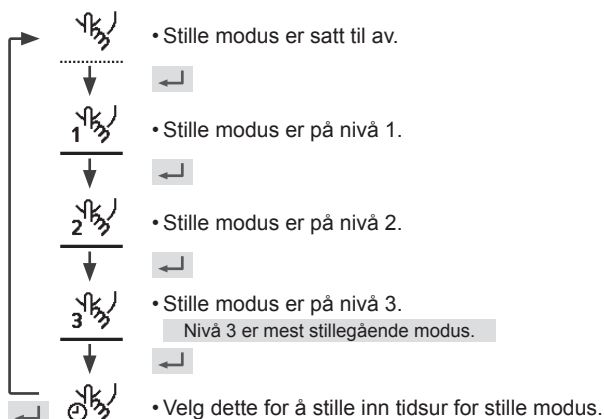 • Stille modus er satt til av.
1
• Stille modus er på nivå 1.
2
• Stille modus er på nivå 2.
3
• Stille modus er på nivå 3.
Nivå 3 er mest stillegående modus.
• Velg dette for å stille inn tidsur for stille modus.